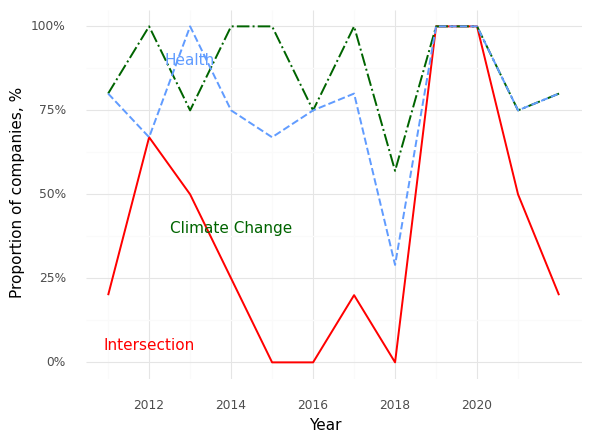 100%
Health
75%
Proportion of companies, %
50%
Climate Change
25%
Intersection
0%
2012 2014 2016 2018 2020
Year